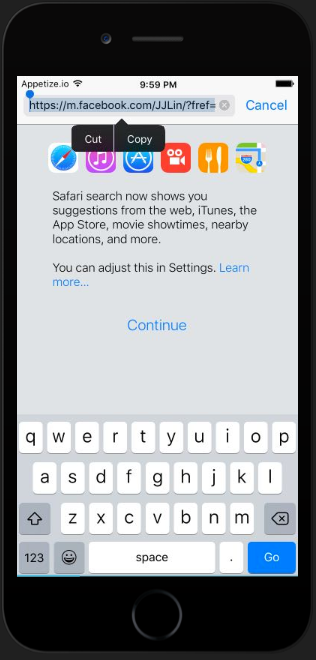 Appetize.io 9:59 PM
https://m.facebook.com/JJLin/?fref= Cancel
Cut Copy
Safari search now shows you
suggestions from the web, iTunes, the
App Store, movie showtimes, nearby
locations, and more.
You can adjust this in Settings. Learn
more...
Continue
q w e r t y u i o p
a s d f g h j k l
z x c v b n m
123 space . Go